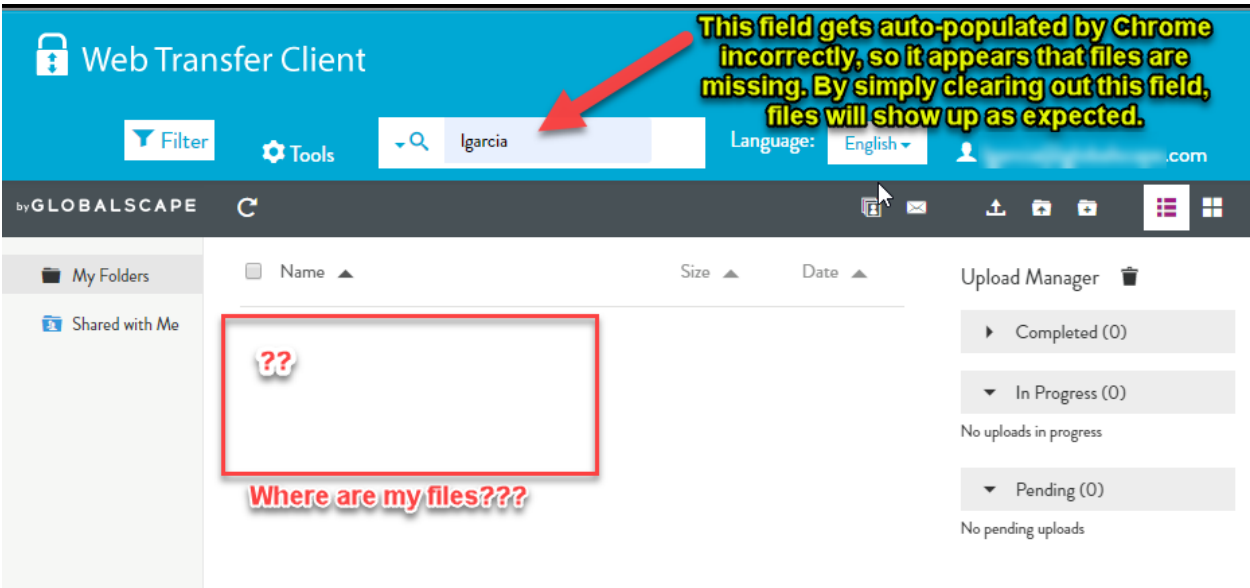 This field gets auto-populated by Chrome
incorrectly, so it appears that files are
missing. By simply clearing out this field,
files will show up as expected.
Web Transfer Client
Filter
Tools
lgarcia
Language:
English
.com
byGLOBALSCAPE
My Folders
Shared with Me
Name
Size
Date
??
Where are my files???
Upload Manager
Completed (0)
In Progress (0)
No uploads in progress
Pending (0)
No pending uploads